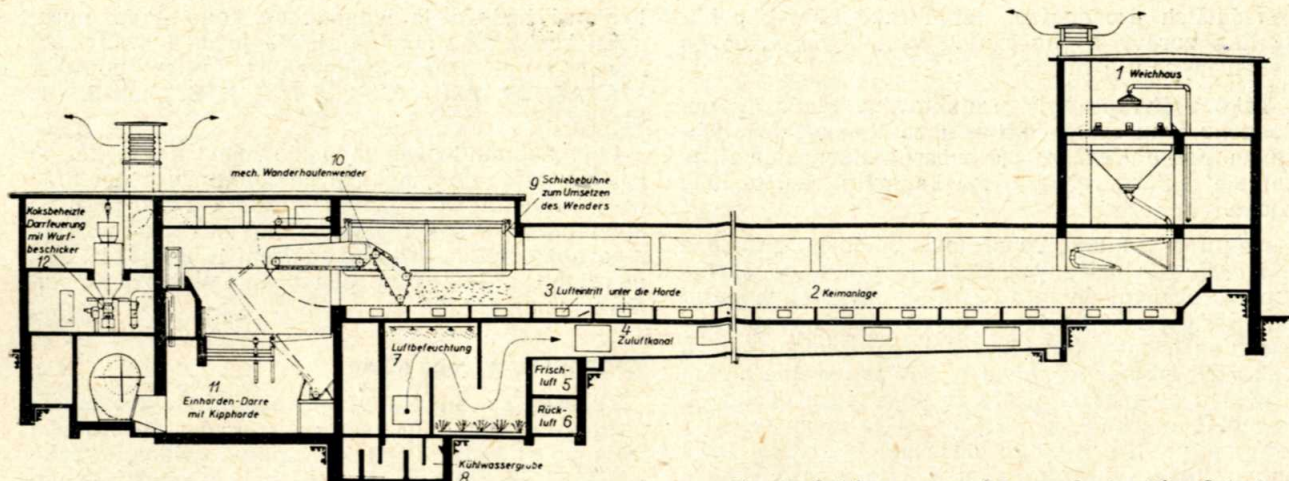 1 Weichhaus
10
mech. Wanderhaufenwender
9 Schiebebühne
zum Umsetzen
des Wenders
Koksbeheizte
Darrfeuerung
mit Wurf-
beschicker
12
3 Lufteintritt unter die Horde
2 Keimanlage
4
Zuluftkanal
Luftbefeuchtung
7
Frisch-
luft 5
Rück-
luft 6
11
Einhorden-Darre
mit Kipphorde
Kühlwassergrube
8